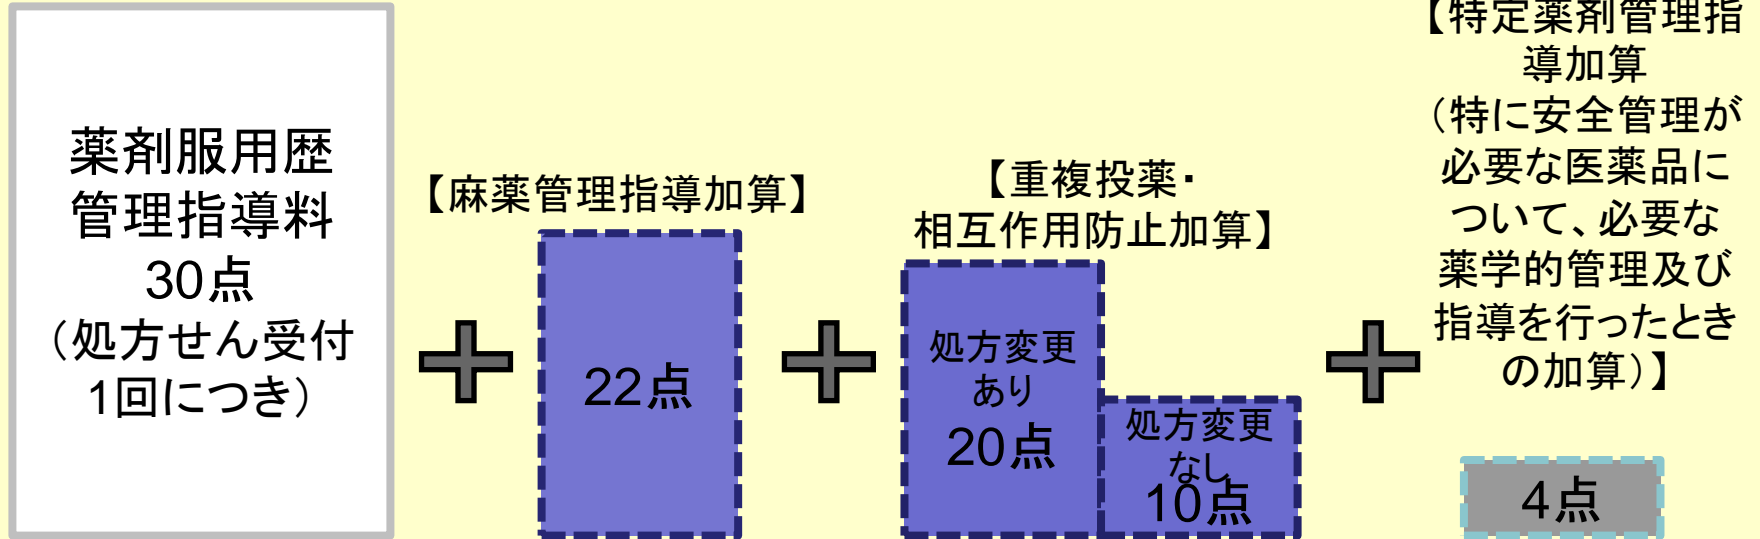 薬剤服用歴
管理指導料
30点
（処方せん受付
1回につき）
【麻薬管理指導加算】
22点
【重複投薬・
相互作用防止加算】
処方変更
あり
20点
処方変更
なし
10点
【特定薬剤管理指
導加算
（特に安全管理が
必要な医薬品に
ついて、必要な
薬学的管理及び
指導を行ったとき
の加算）】
4点